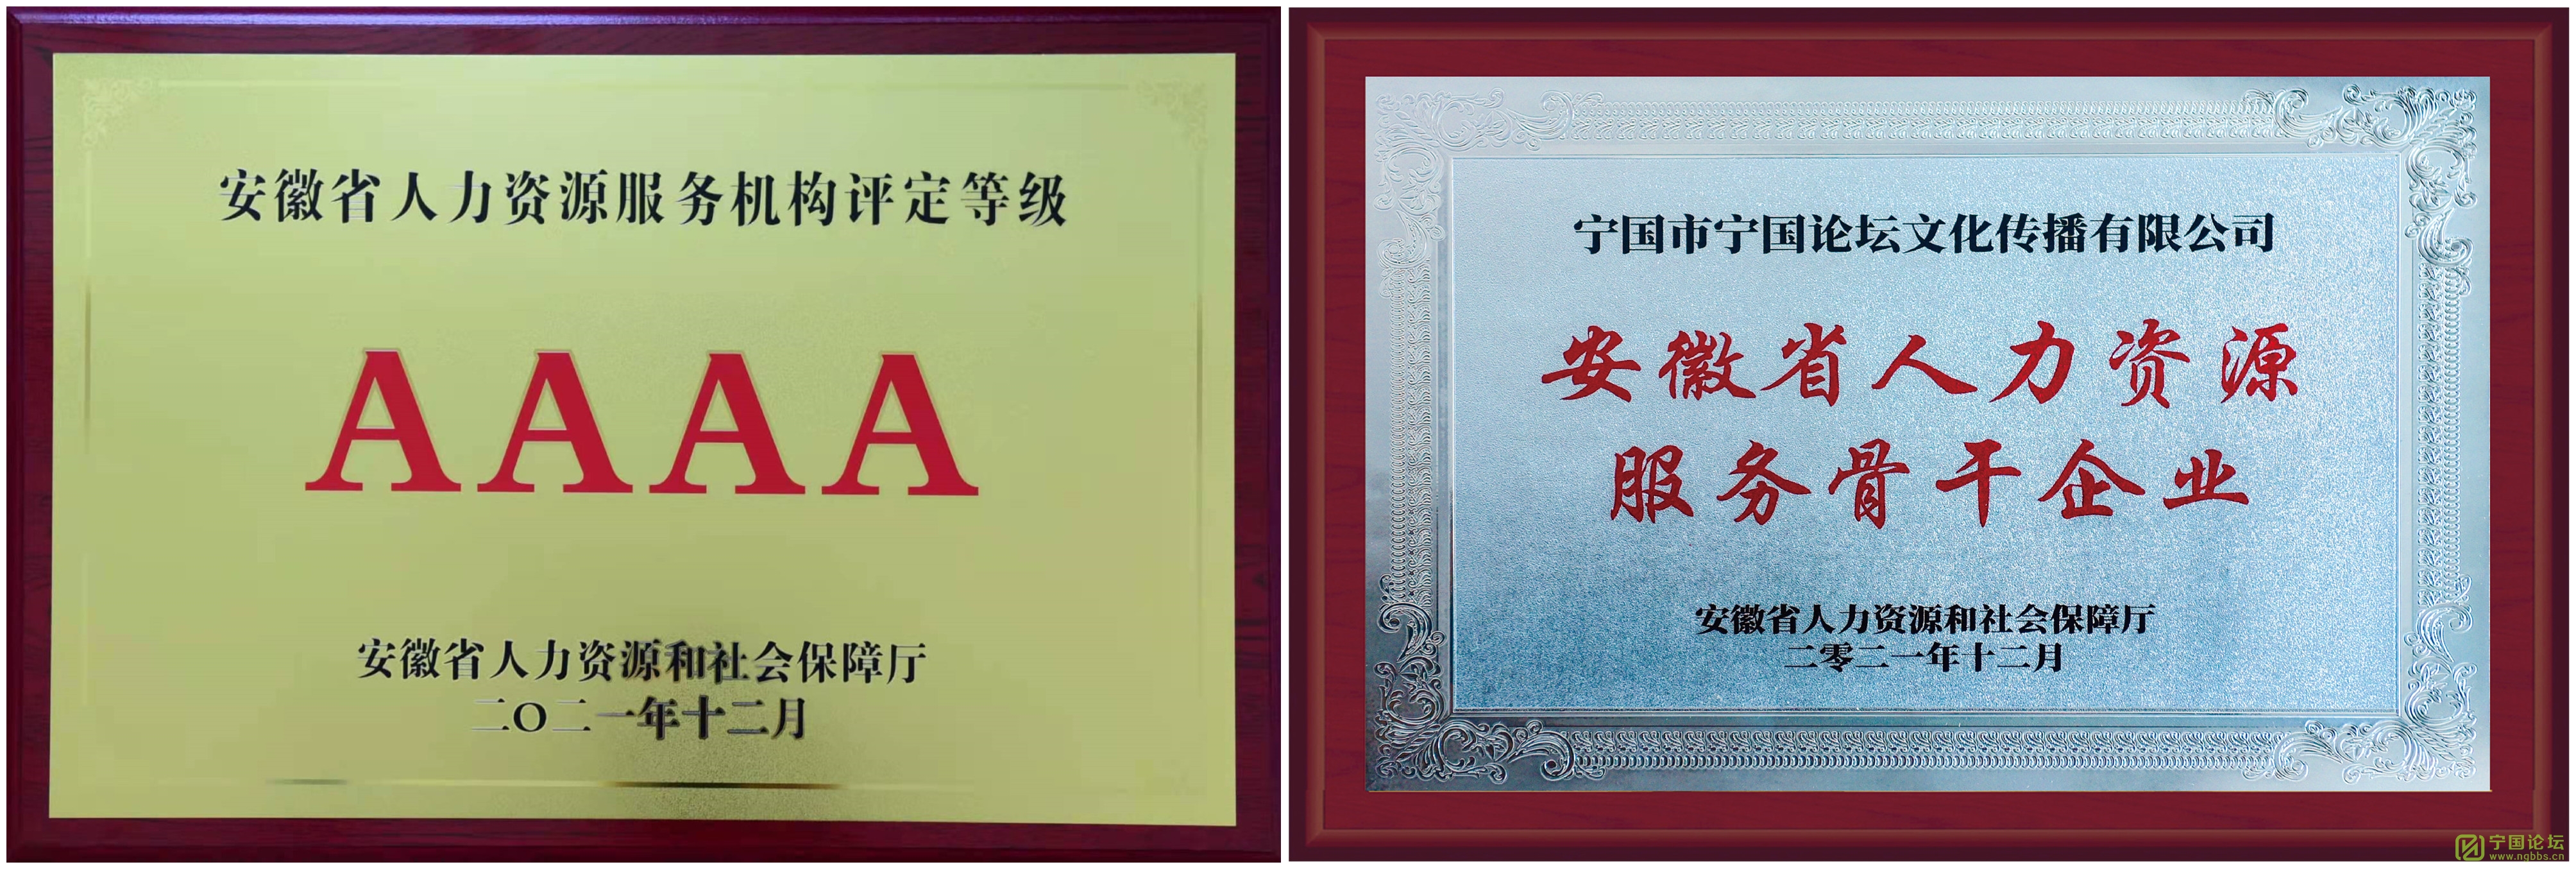 安徽省人力资源服务机构评定等级
AAAA
安徽省人力资源和社会保障厅
二〇二一年十二月
宁国市宁国论坛文化传播有限公司
安徽省人力资源
服务骨干企业
安徽省人力资源和社会保障厅
二零二一年十二月
宁国论坛
www.ngbbs.cn